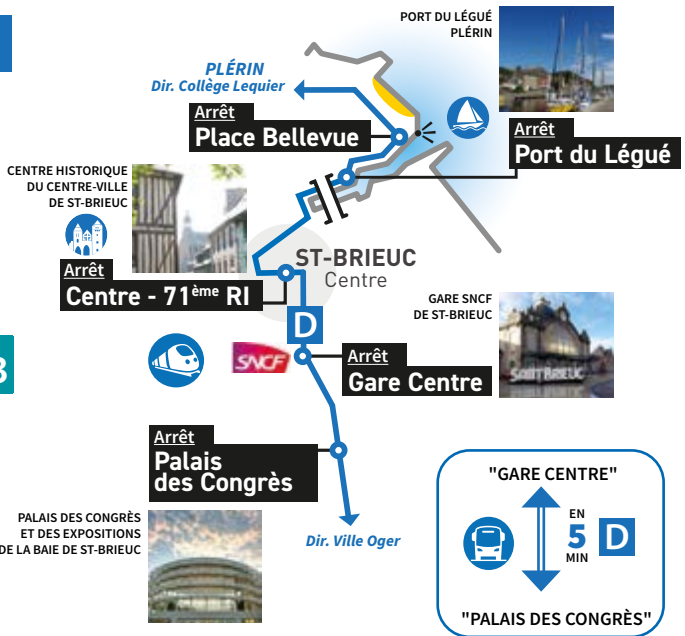 PORT DU LÉGUÉ
PLÉRIN
PLÉRIN
Dir. Collège Lequier
Arrêt
Place Bellevue
Arrêt
Port du Légué
CENTRE HISTORIQUE
DU CENTRE-VILLE
DE ST-BRIEUC
Arrêt
Centre - 71ème RI
ST-BRIEUC
Centre
D
GARE SNCF
DE ST-BRIEUC
SAINT BRIEUC
SNCF
Arrêt
Gare Centre
3
Arrêt
Palais
des Congrès
PALAIS DES CONGRÈS
ET DES EXPOSITIONS
DE LA BAIE DE ST-BRIEUC
Dir. Ville Oger
"GARE CENTRE"
EN
5
MIN
D
"PALAIS DES CONGRÈS"